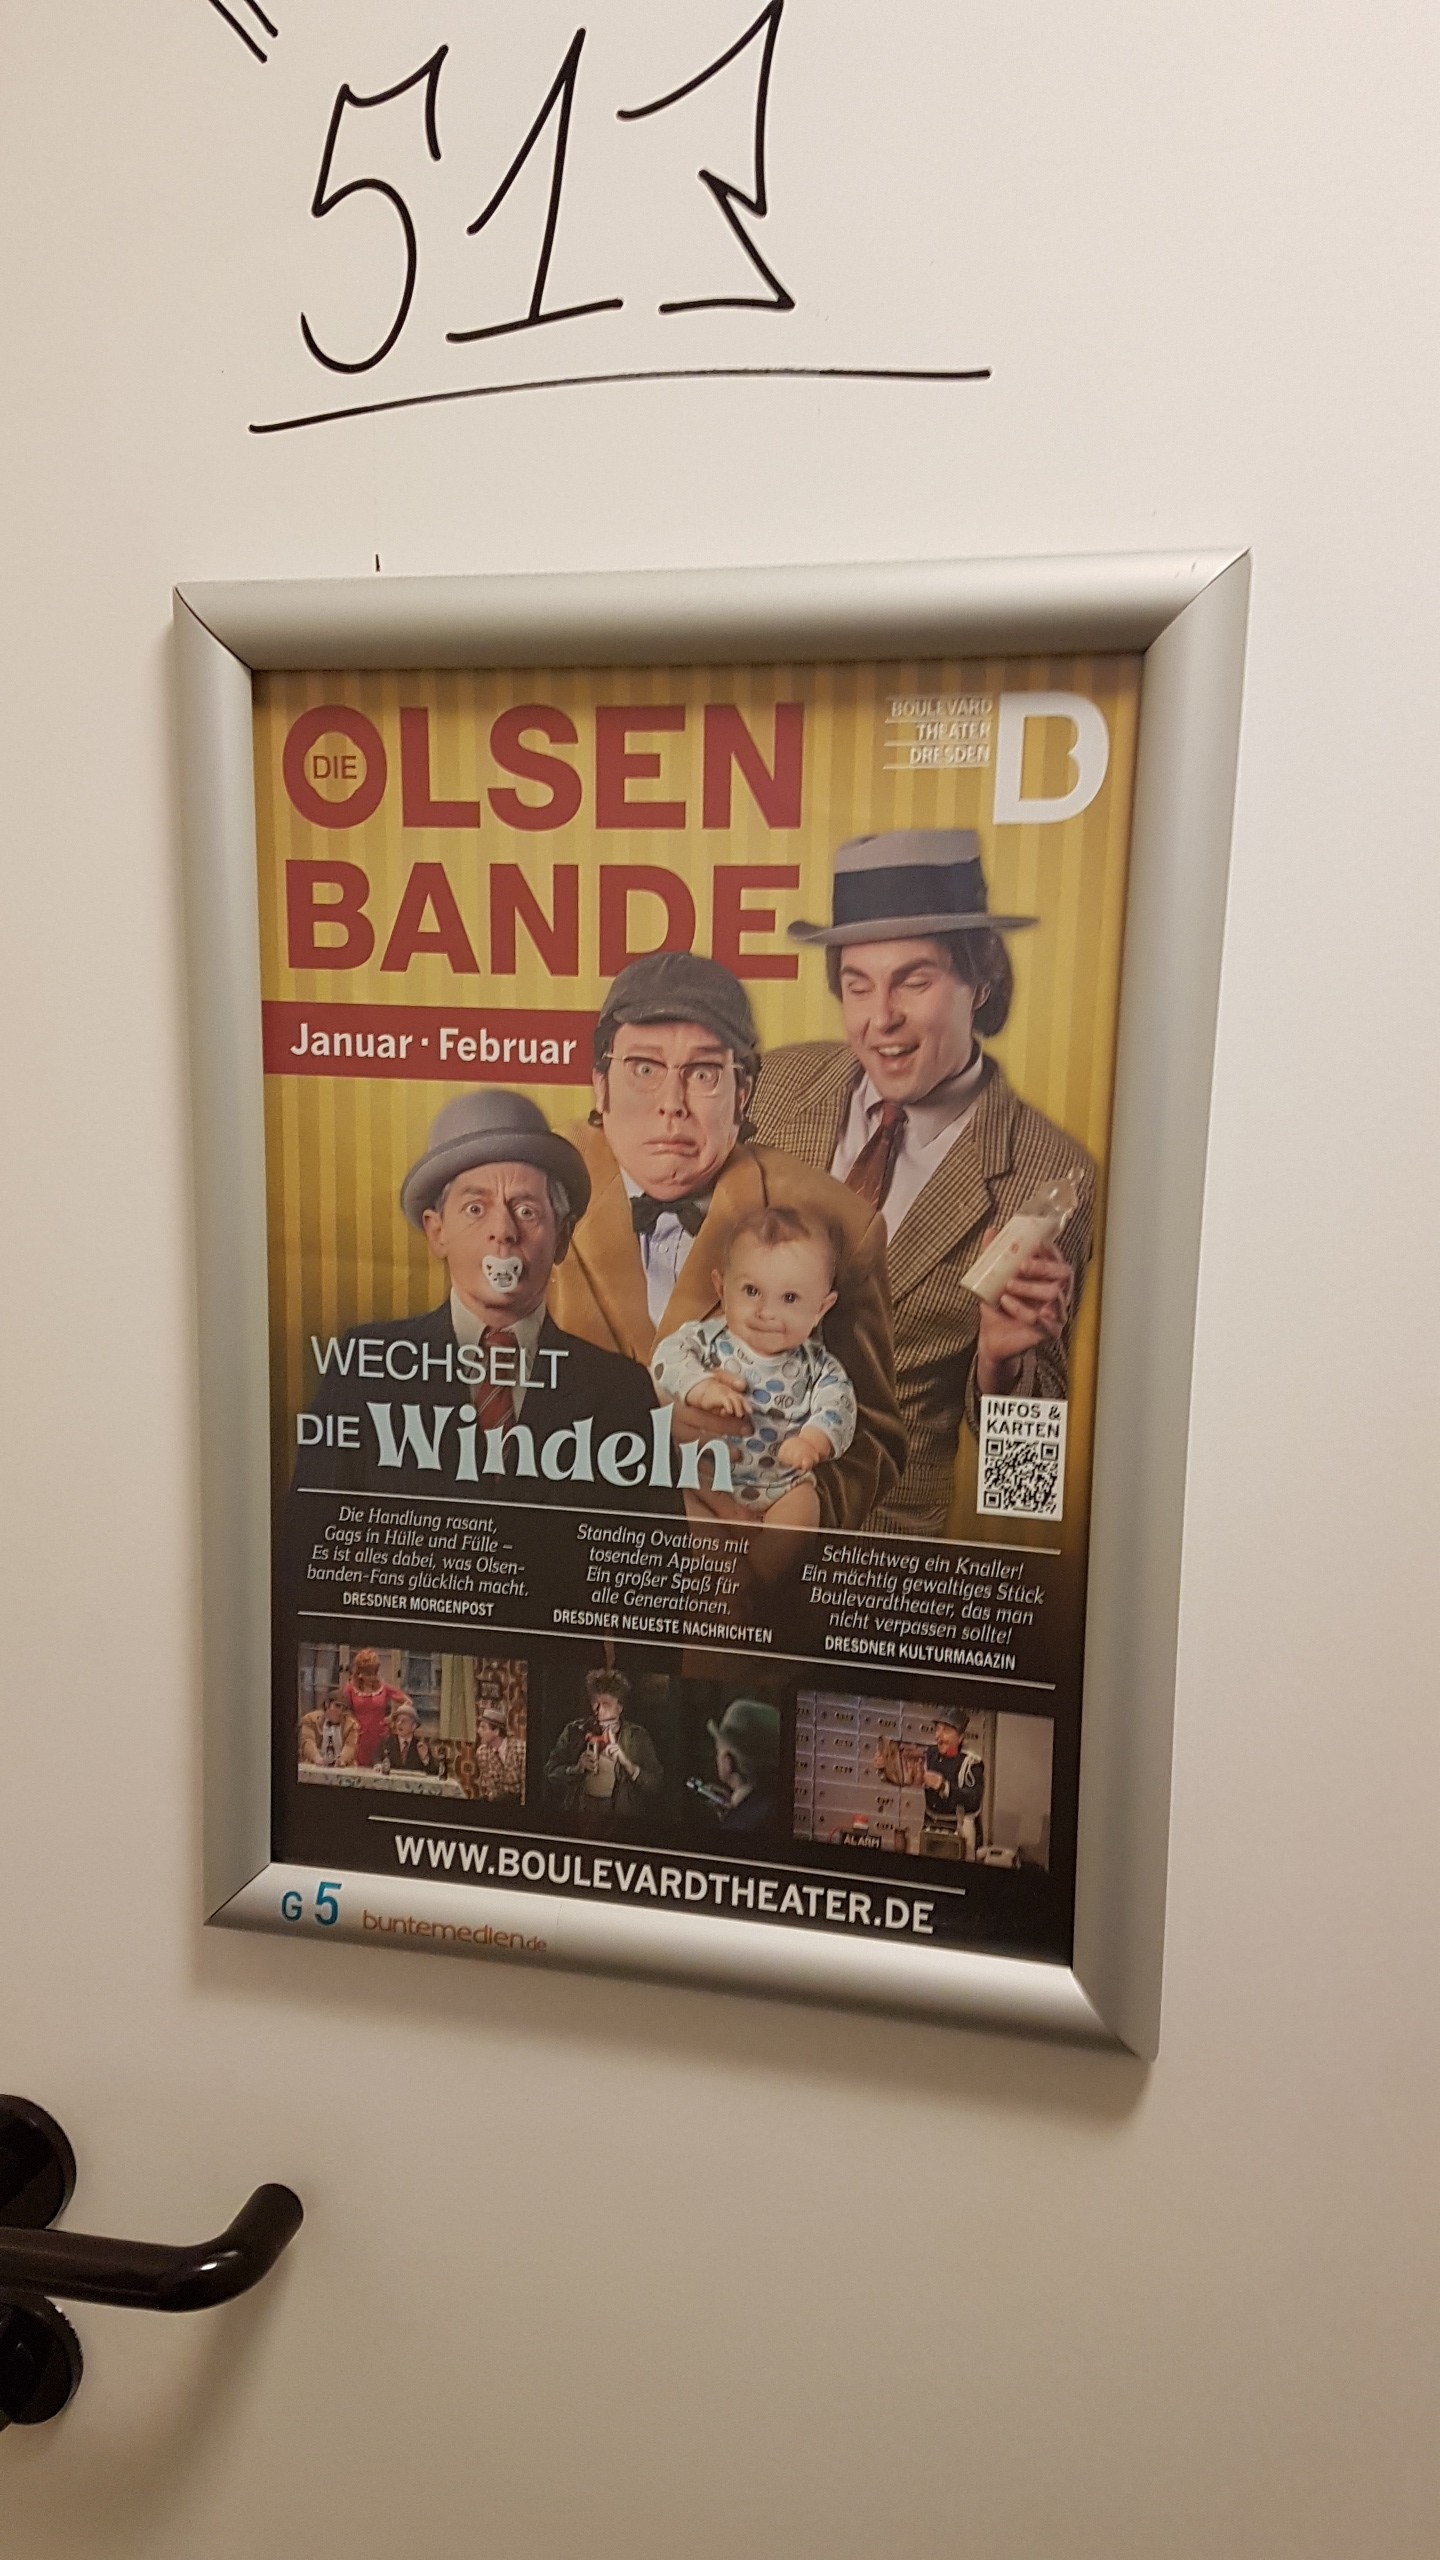 513
DIE
OLSEN
BANDE
BOULEVARD
THEATER
DRESDEN
B
Januar · Februar
WECHSELT
DIE Windeln
INFOS &
KARTEN
Die Handlung rasant,
Gags in Hülle und Fülle –
Es ist alles dabei, was Olsen-
banden-Fans glücklich macht.
DRESDNER MORGENPOST
Standing Ovations mit
tosendem Applaus!
Ein großer Spaß für
alle Generationen.
DRESDNER NEUESTE NACHRICHTEN
Schlichtweg ein Knaller!
Ein mächtig gewaltiges Stück
Boulevardtheater, das man
nicht verpassen sollte!
DRESDNER KULTURMAGAZIN
ALARM
WWW.BOULEVARDTHEATER.DE
G 5 buntemedien.de